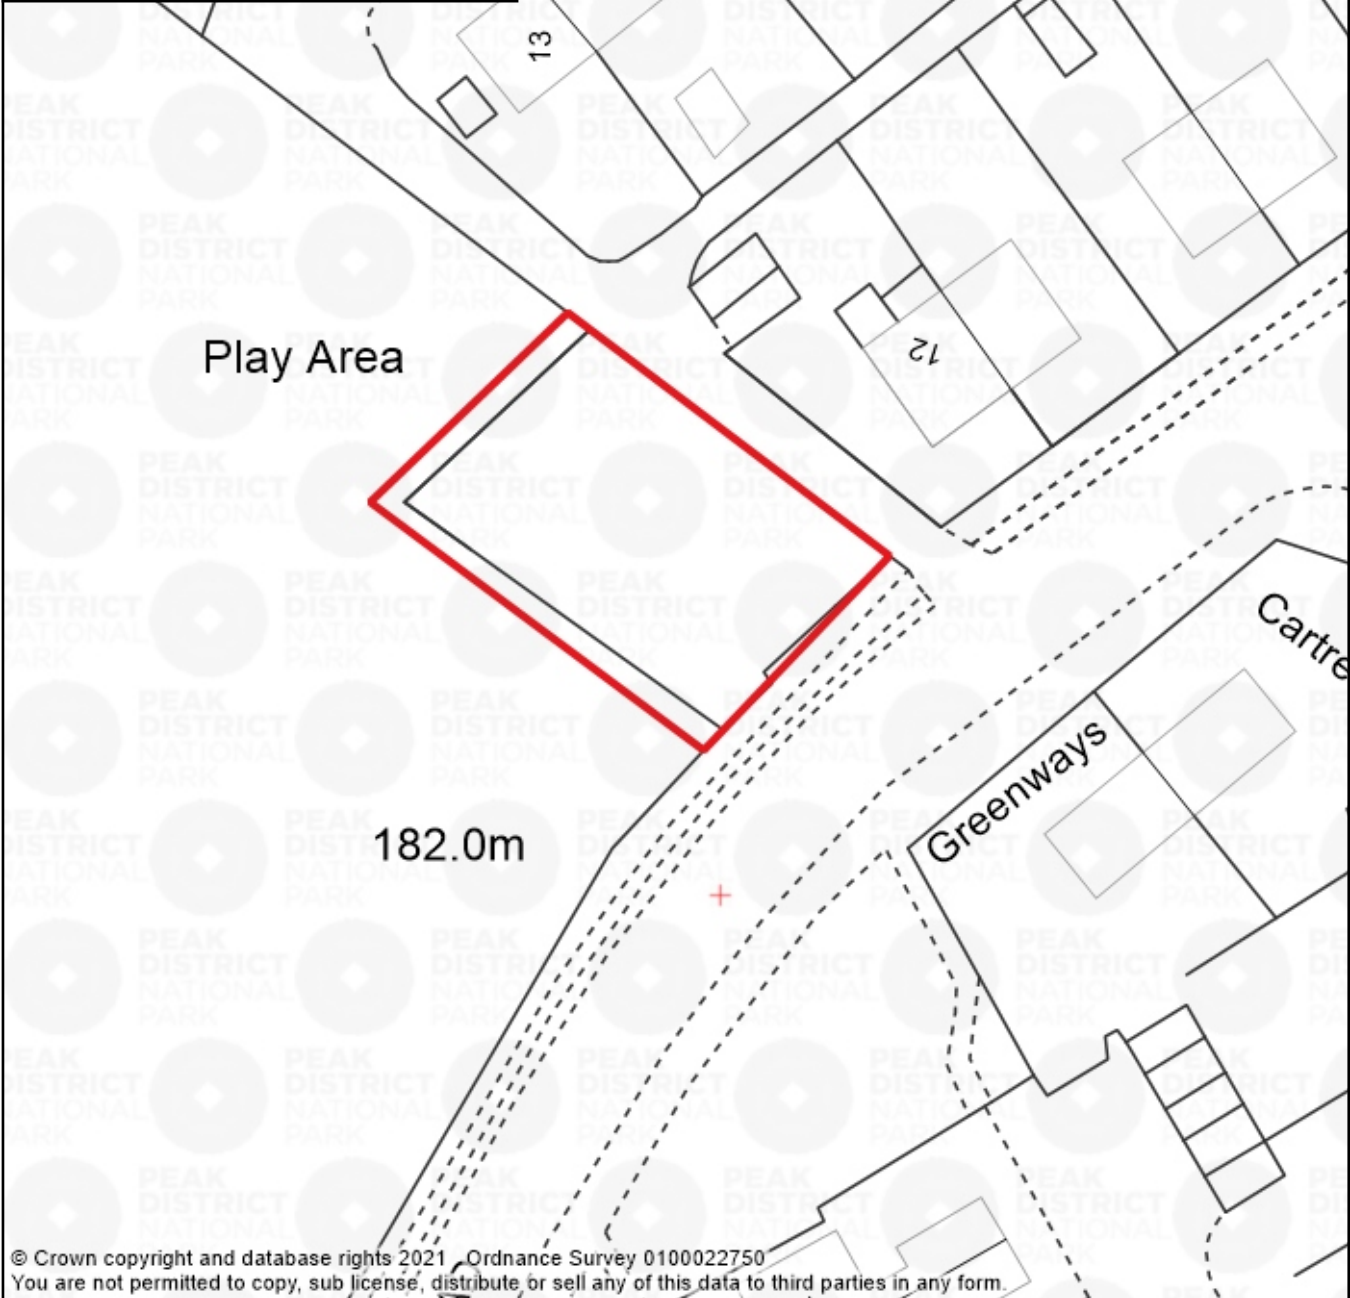 13
Play Area
12
Cartre
Greenways
182.0m
© Crown copyright and database rights 2021 . Ordnance Survey 0100022750
You are not permitted to copy, sub license, distribute or sell any of this data to third parties in any form.
PEAK
DISTRICT
NATIONAL
PARK